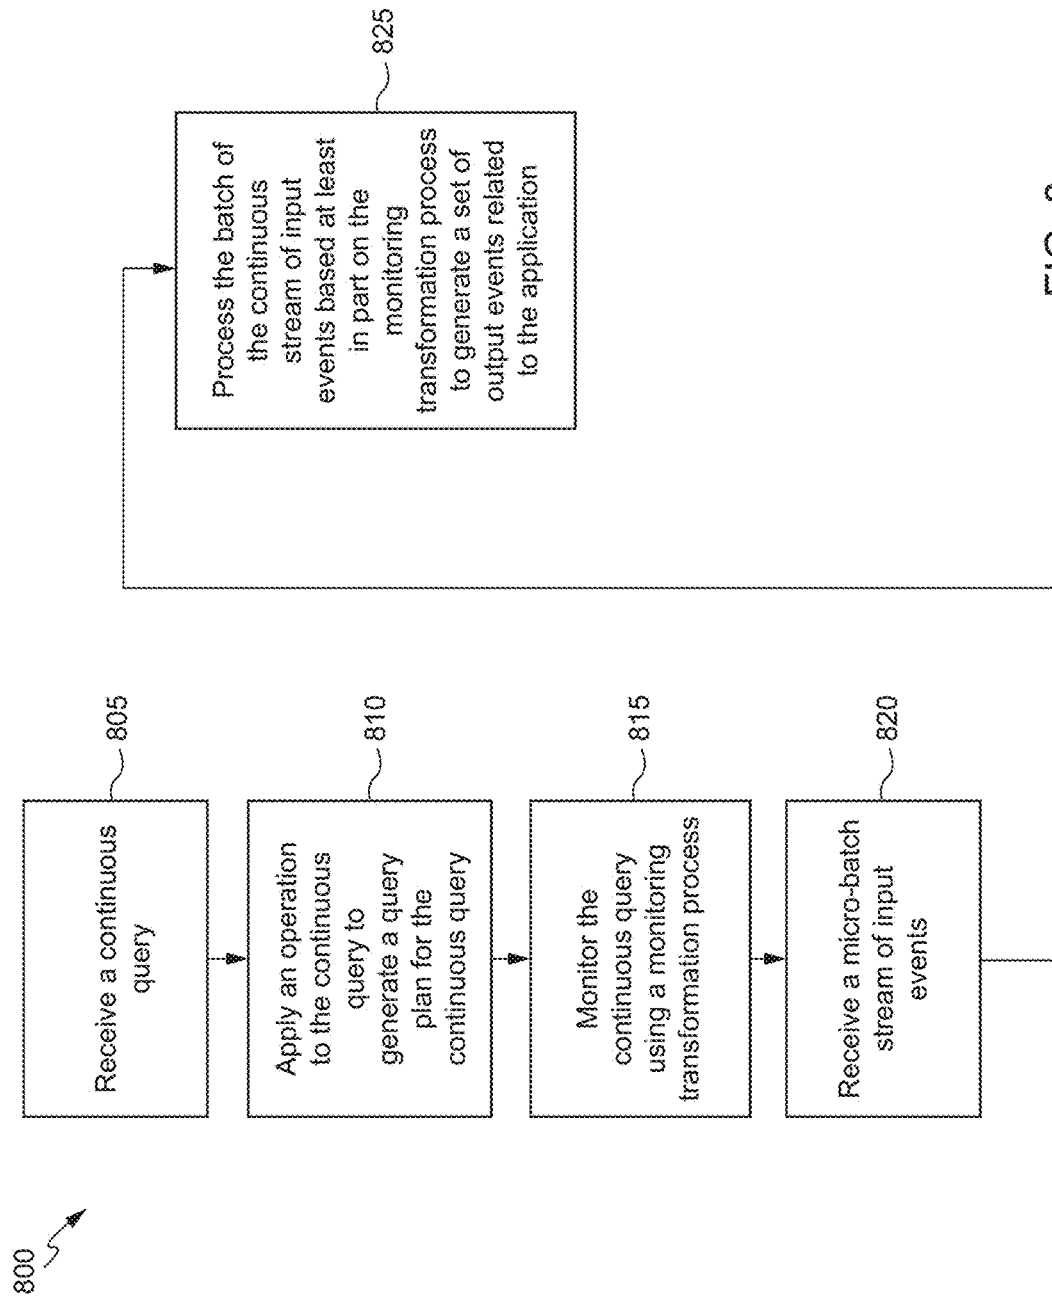 800
Receive a continuous
query
805
Apply an operation
to the continuous
query to
generate a query
plan for the
continuous query
810
Monitor the
continuous query
using a monitoring
transformation process
815
Receive a micro-batch
stream of input
events
820
Process the batch of
the continuous
stream of input
events based at least
in part on the
monitoring
transformation process
to generate a set of
output events related
to the application
825